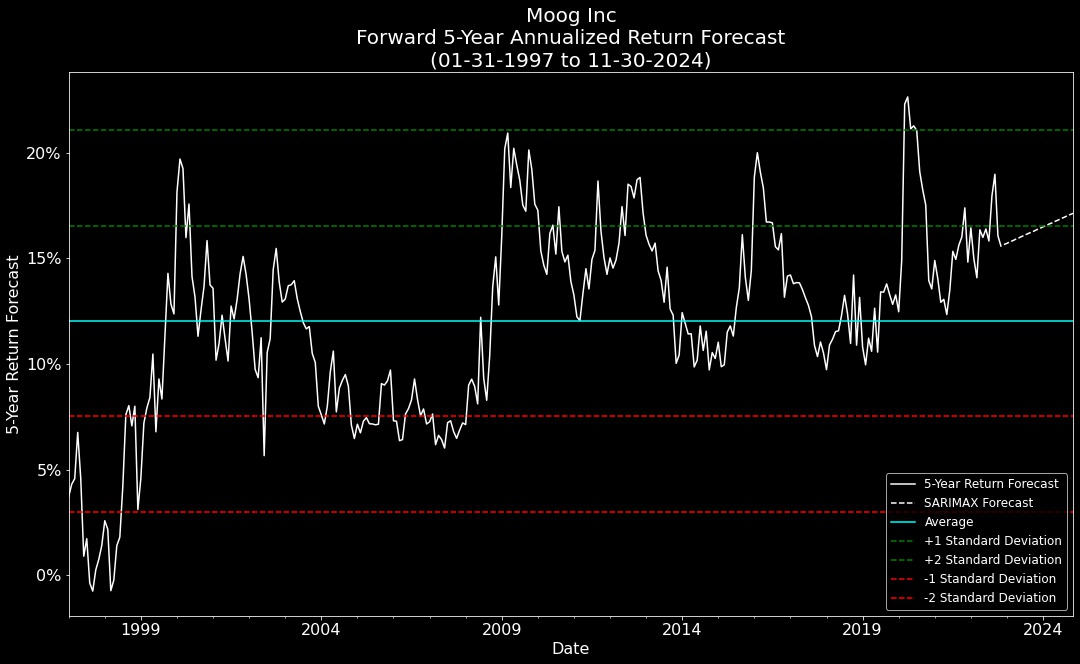 Moog Inc
Forward 5-Year Annualized Return Forecast
(01-31-1997 to 11-30-2024)
5-Year Return Forecast
20%
15%
10%
5%
0%
1999
2004
2009
2014
2019
2024
Date
5-Year Return Forecast
SARIMAX Forecast
Average
+1 Standard Deviation
+2 Standard Deviation
-1 Standard Deviation
-2 Standard Deviation